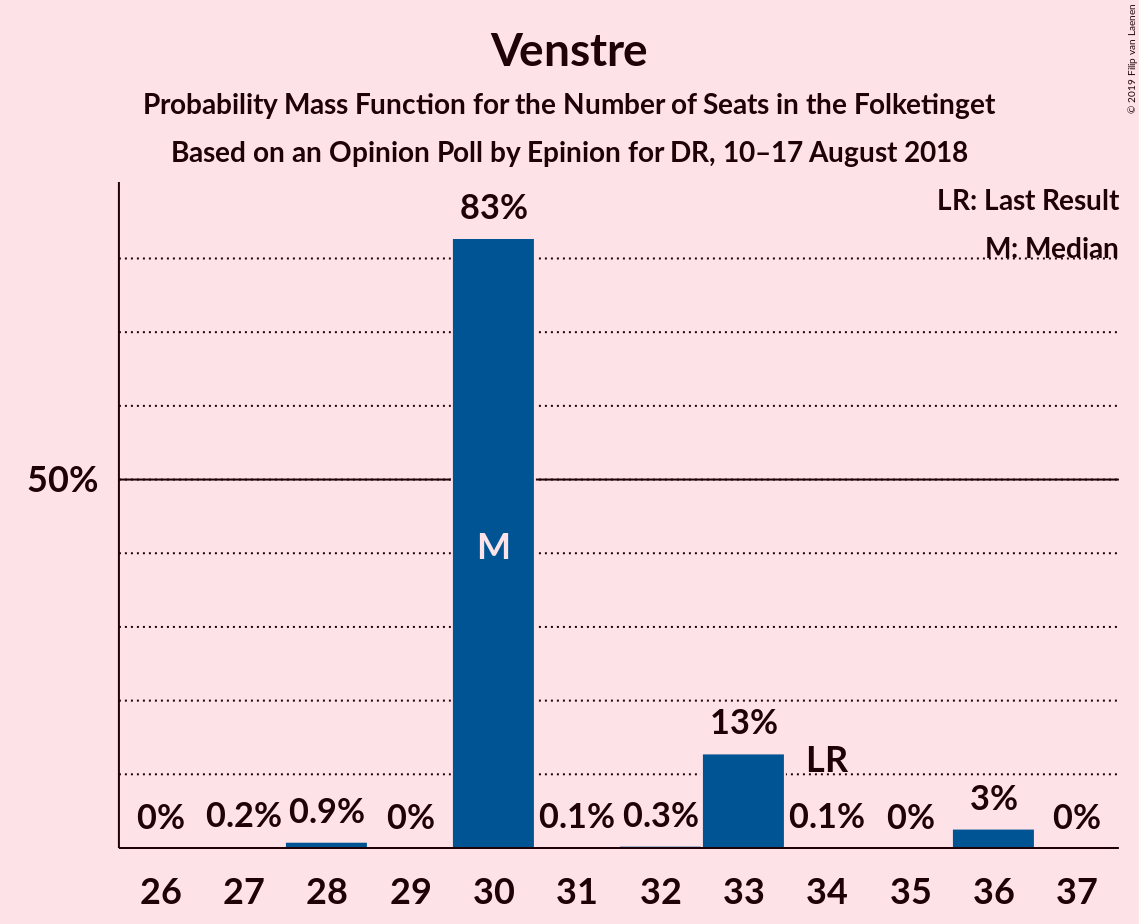 Venstre
Probability Mass Function for the Number of Seats in the Folketinget
Based on an Opinion Poll by Epinion for DR, 10–17 August 2018
© 2019 Filip van Laenen
LR: Last Result
M: Median
50%
0%
0.2%
0.9%
0%
83%
M
0.1%
0.3%
13%
LR
0.1%
0%
3%
0%
26 27 28 29 30 31 32 33 34 35 36 37